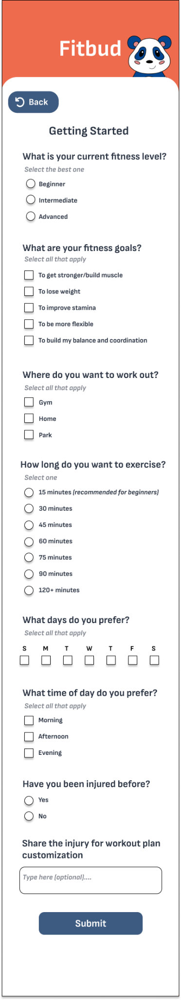 Fitbud
Back
Getting Started
What is your current fitness level?
Select the best one
Beginner
Intermediate
Advanced
What are your fitness goals?
Select all that apply
To get stronger/build muscle
To lose weight
To improve stamina
To be more flexible
To build my balance and coordination
Where do you want to work out?
Select all that apply
Gym
Home
Park
How long do you want to exercise?
Select one
15 minutes (recommended for beginners)
30 minutes
45 minutes
60 minutes
75 minutes
90 minutes
120+ minutes
What days do you prefer?
Select all that apply
S M T W T F S
What time of day do you prefer?
Select all that apply
Morning
Afternoon
Evening
Have you been injured before?
Yes
No
Share the injury for workout plan
customization
Type here (optional)....
Submit